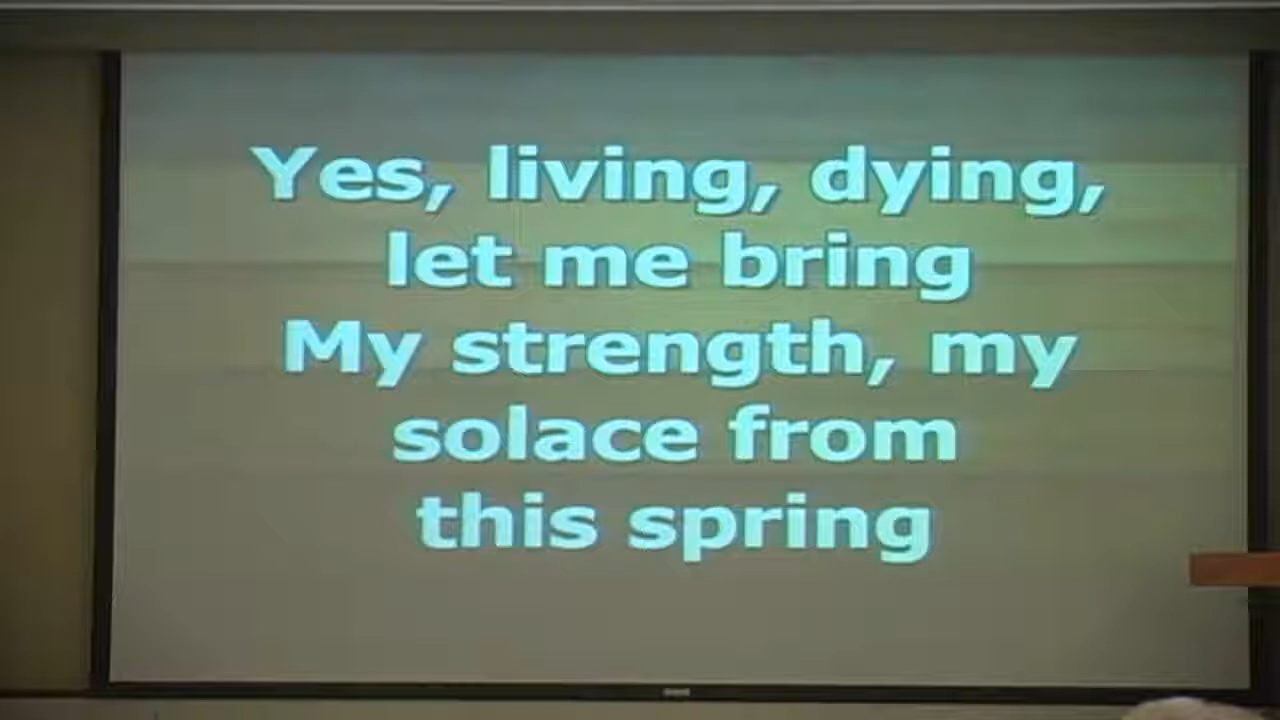 Yes, living, dying,
let me bring
My strength, my
solace from
this spring